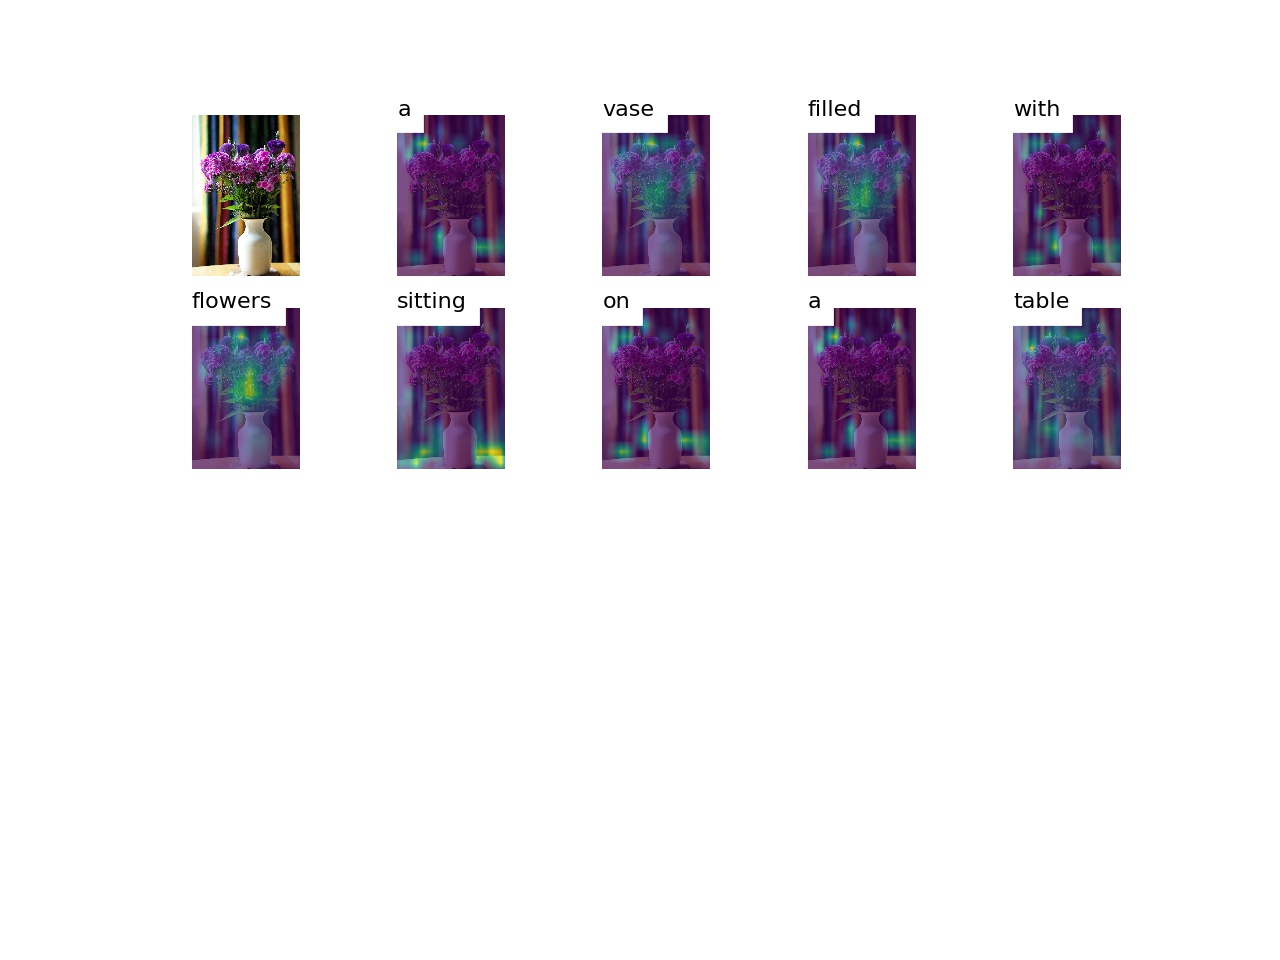 a
vase
filled
with
flowers
sitting
on
a
table